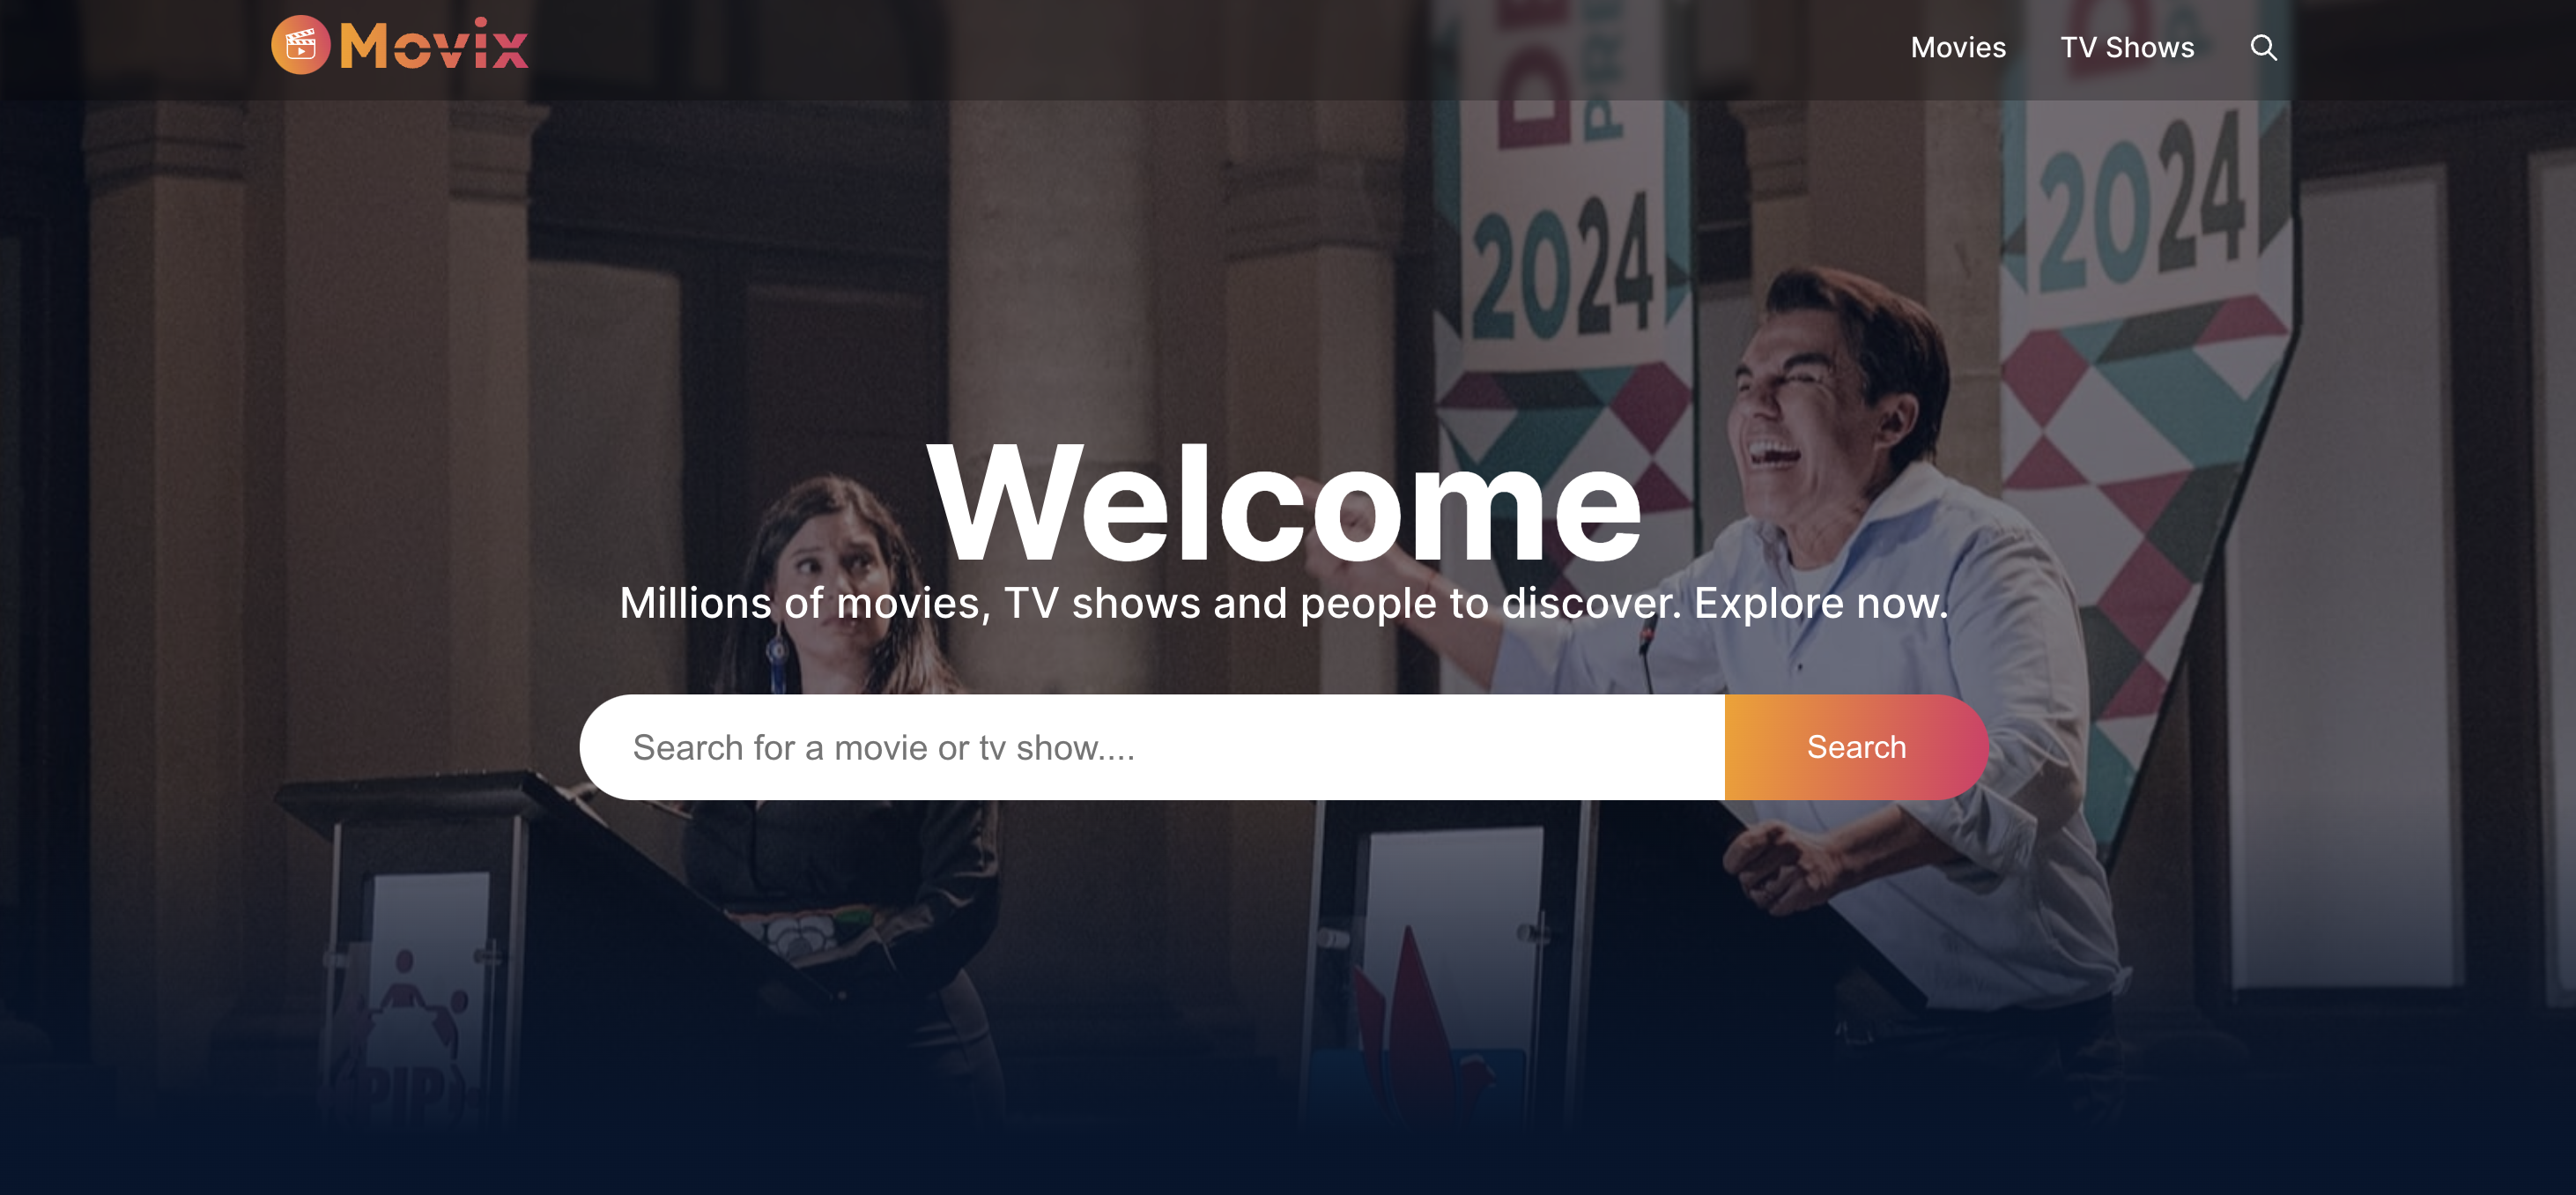 Movix
Movies
TV Shows
2024
2024
Welcome
Millions of movies, TV shows and people to discover. Explore now.
Search for a movie or tv show....
Search
PIP